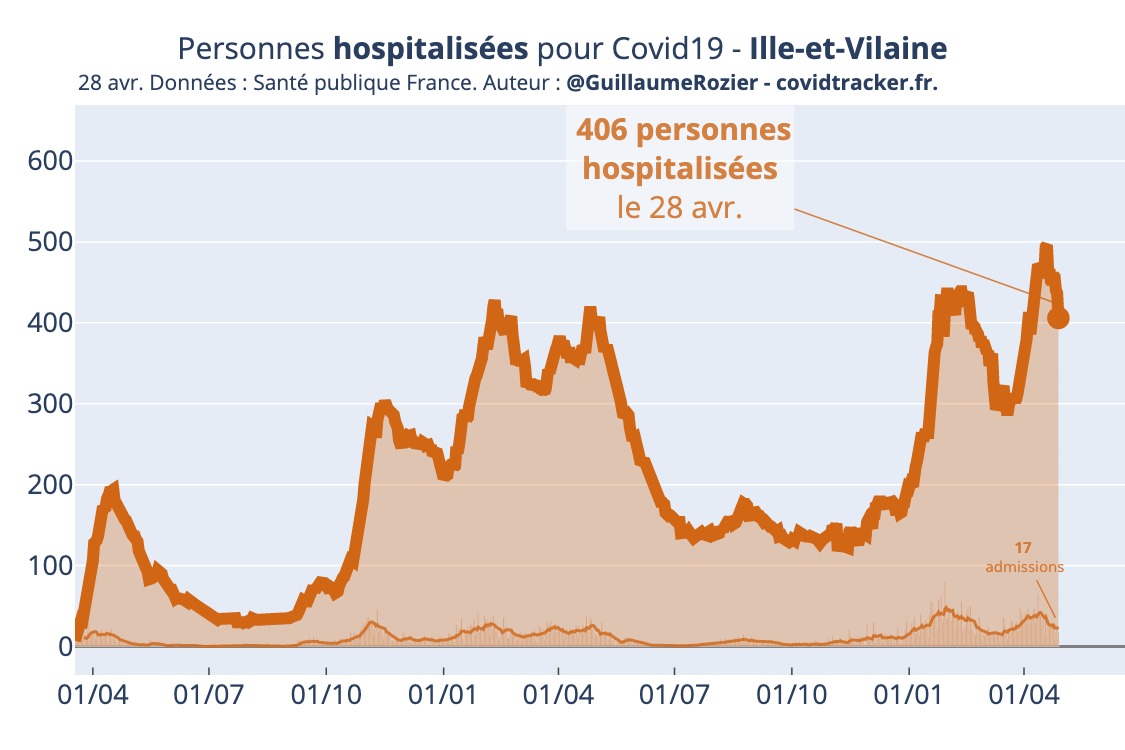 Personnes hospitalisées pour Covid19 - Ille-et-Vilaine
28 avr. Données : Santé publique France. Auteur : @GuillaumeRozier - covidtracker.fr.
406 personnes
hospitalisées
le 28 avr.
600
500
400
300
200
100
0
17
admissions
01/04 01/07 01/10 01/01 01/04 01/07 01/10 01/01 01/04